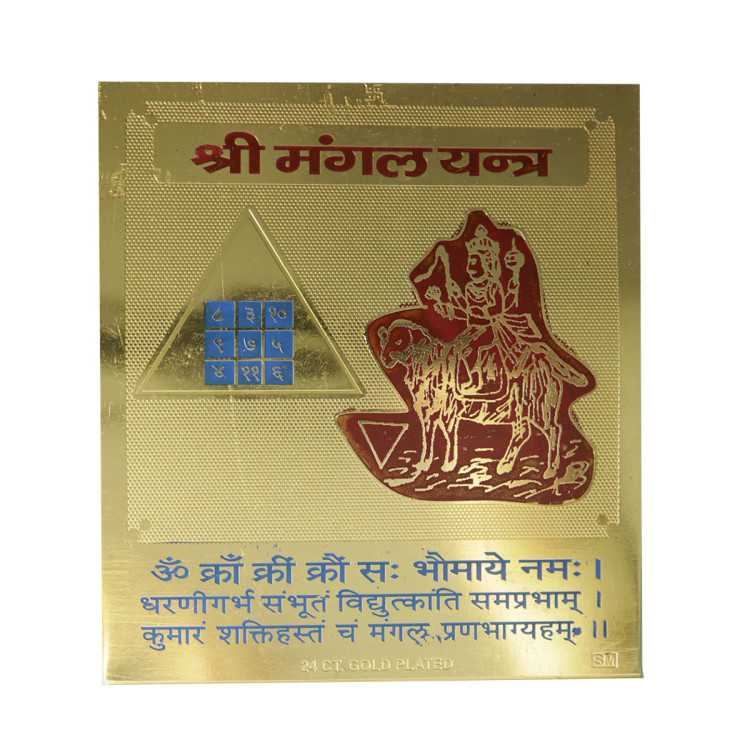 श्री मंगल यन्त्र
८ ३ १०
९ ७ ५
४ ११ ६
ॐ क्राँ क्रीं क्रौं सः भौमाये नमः।
धरणीगर्भ संभूतं विद्युत्कांति समप्रभाम् ।
कुमारं शक्तिहस्तं चं मंगल प्रणभाग्यहम् ॥
24 CT. GOLD PLATED
SM